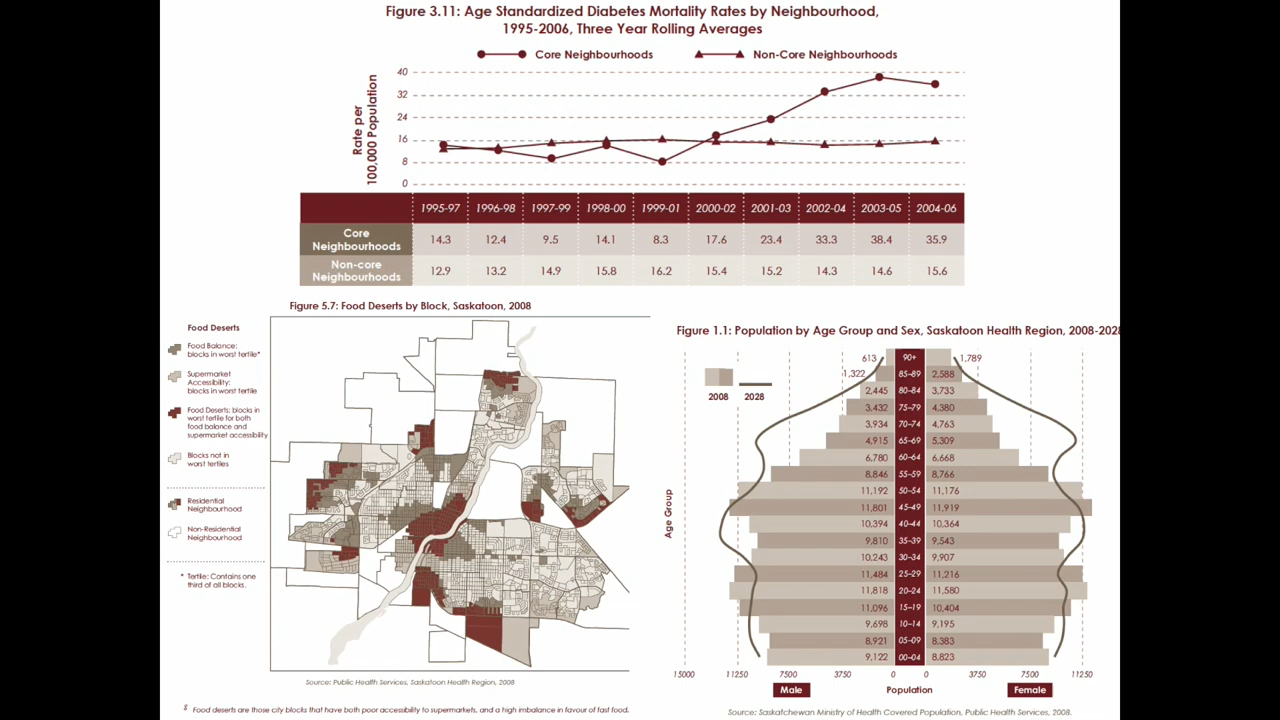 Figure 3.11: Age Standardized Diabetes Mortality Rates by Neighbourhood,
1995-2006, Three Year Rolling Averages
Core Neighbourhoods Non-Core Neighbourhoods
Rate per
100,000 Population
40
32
24
16
8
0
1995-97 1996-98 1997-99 1998-00 1999-01 2000-02 2001-03 2002-04 2003-05 2004-06
Core
Neighbourhoods
14.3 12.4 9.5 14.1 8.3 17.6 23.4 33.3 38.4 35.9
Non-core
Neighbourhoods
12.9 13.2 14.9 15.8 16.2 15.4 15.2 14.3 14.6 15.6
Figure 5.7: Food Deserts by Block, Saskatoon, 2008
Food Deserts
Food Balance:
blocks in worst tertile*
Supermarket
Accessibility:
blocks in worst tertile
Food Deserts: blocks in
worst tertile for both
food balance and
supermarket accessibility
Blocks not in
worst tertiles
Residential
Neighbourhood
Non-Residential
Neighbourhood
* Tertile: Contains one
third of all blocks.
Source: Public Health Services, Saskatoon Health Region, 2008
§ Food deserts are those city blocks that have both poor accessibility to supermarkets, and a high imbalance in favour of fast food.
Figure 1.1: Population by Age Group and Sex, Saskatoon Health Region, 2008-2028
2008 2028
Age Group
613 90+ 1,789
1,322 85-89 2,588
2,445 80-84 3,733
3,432 75-79 4,380
3,934 70-74 4,763
4,915 65-69 5,309
6,780 60-64 6,668
8,846 55-59 8,766
11,192 50-54 11,176
11,801 45-49 11,919
10,394 40-44 10,364
9,810 35-39 9,543
10,243 30-34 9,907
11,484 25-29 11,216
11,818 20-24 11,580
11,096 15-19 10,404
9,698 10-14 9,195
8,921 05-09 8,383
9,122 00-04 8,823
15000 11250 7500 3750 0 0 3750 7500 11250
Male Population Female
Source: Saskatchewan Ministry of Health Covered Population, Public Health Services, 2008.